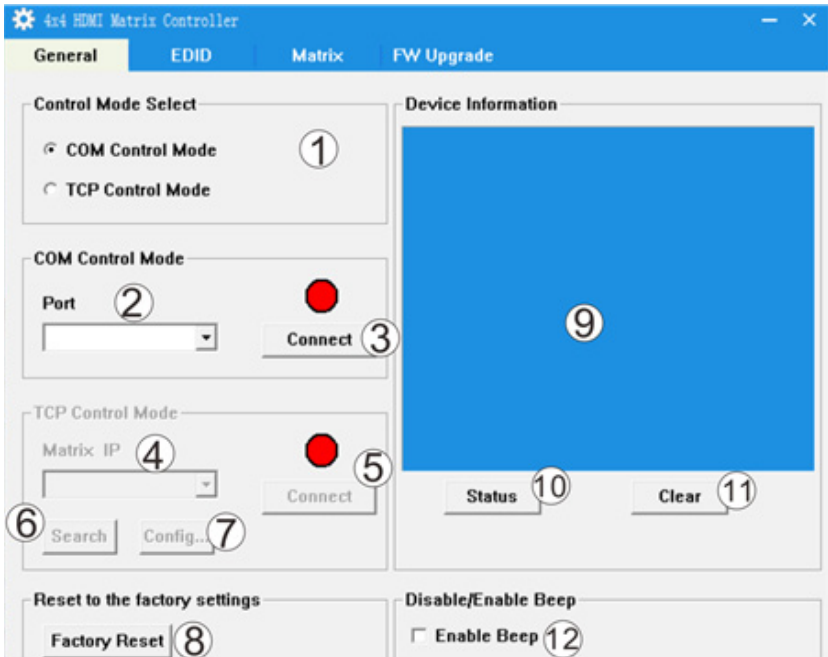 4x4 HDMI Matrix Controller
General EDID Matrix FW Upgrade
Control Mode Select
COM Control Mode
①
TCP Control Mode
COM Control Mode
Port ②
Connect ③
TCP Control Mode
Matrix IP ④
Connect ⑤
⑥ Search Config... ⑦
Reset to the factory settings
Factory Reset ⑧
Device Information
⑨
Status ⑩ Clear ⑪
Disable/Enable Beep
Enable Beep ⑫